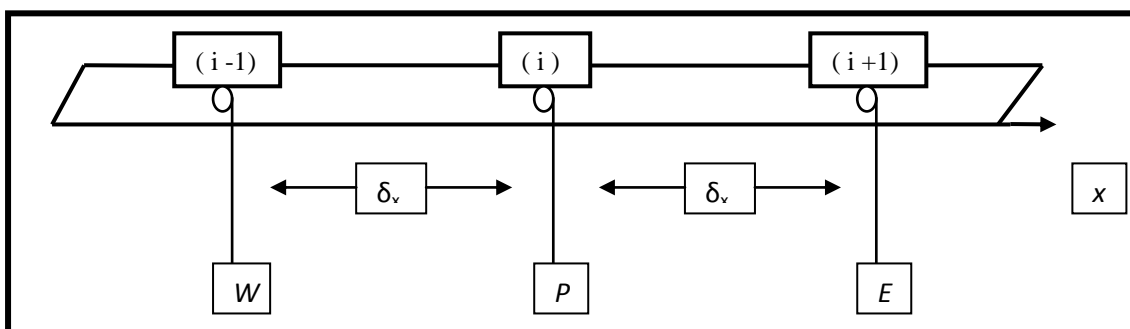 ( i -1) ( i ) ( i +1)
δx δx x
W P E